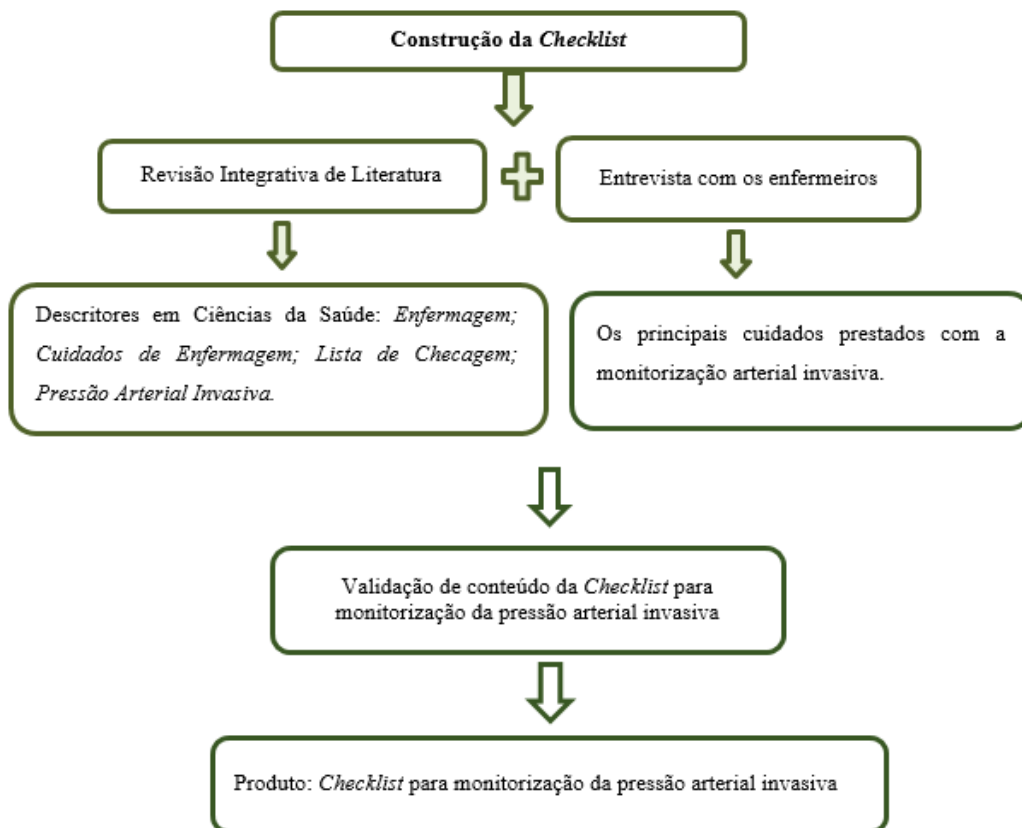 Construção da Checklist
Revisão Integrativa de Literatura
Entrevista com os enfermeiros
Descritores em Ciências da Saúde: Enfermagem;
Cuidados de Enfermagem; Lista de Checagem;
Pressão Arterial Invasiva.
Os principais cuidados prestados com a
monitorização arterial invasiva.
Validação de conteúdo da Checklist para
monitorização da pressão arterial invasiva
Produto: Checklist para monitorização da pressão arterial invasiva